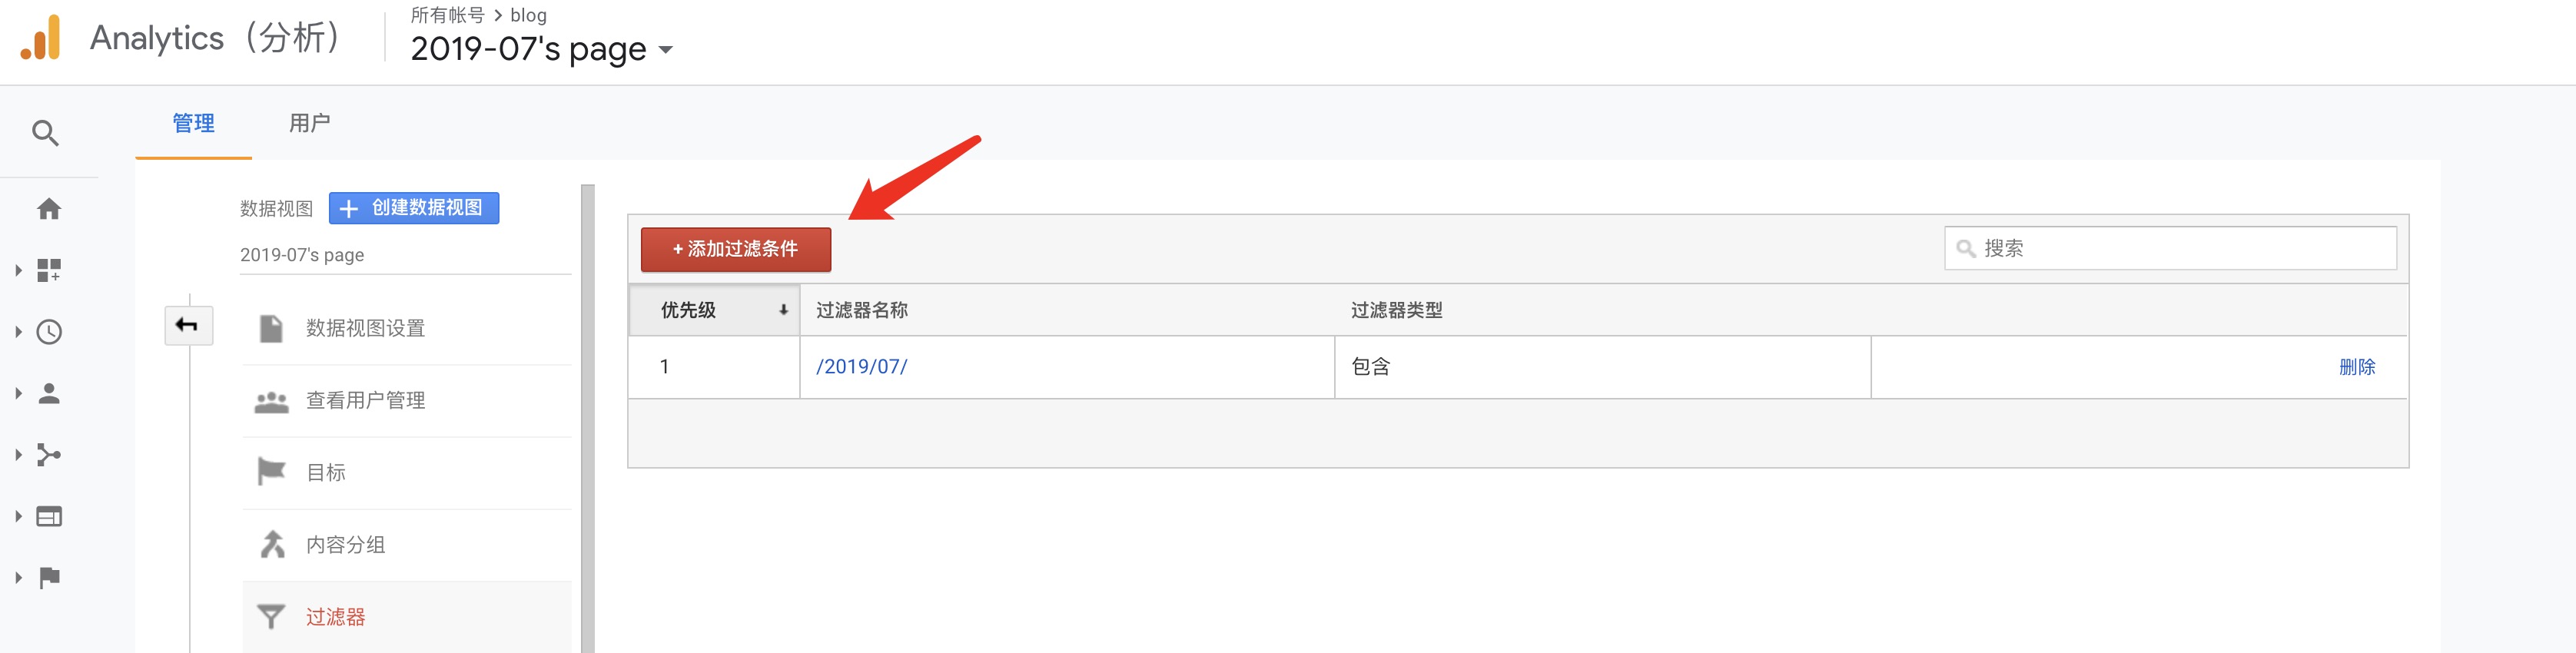 Analytics（分析）
所有帐号 > blog
2019-07's page
管理
用户
数据视图
+ 创建数据视图
2019-07's page
数据视图设置
查看用户管理
目标
内容分组
过滤器
+ 添加过滤条件
搜索
优先级 过滤器名称 过滤器类型
1 /2019/07/ 包含 删除